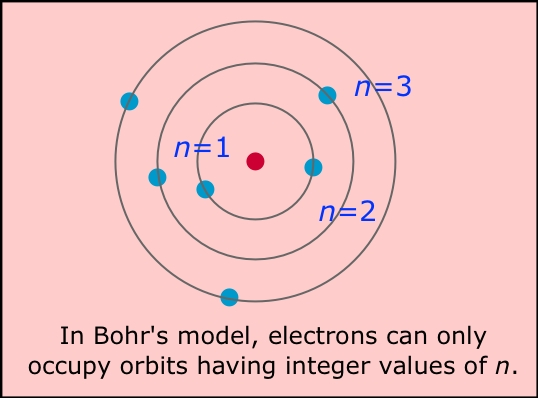 n=3
n=1
n=2
In Bohr's model, electrons can only
occupy orbits having integer values of n.